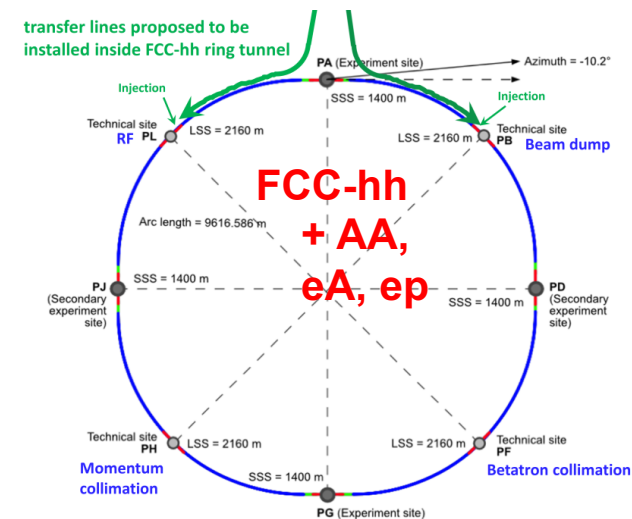 transfer lines proposed to be
installed inside FCC-hh ring tunnel
PA (Experiment site)
Azimuth = -10.2°
Injection
SSS = 1400 m
Injection
Technical site
RF PL
LSS = 2160 m
LSS = 2160 m
Technical site
PB
Beam dump
FCC-hh
+ AA,
eA, ep
Arc length = 9616.586 m
PJ
(Secondary
experiment
site)
SSS = 1400 m
SSS = 1400 m
PD
(Secondary
experiment
site)
Technical site
PH
LSS = 2160 m
Momentum
collimation
LSS = 2160 m
Technical site
PF
Betatron collimation
SSS = 1400 m
PG (Experiment site)